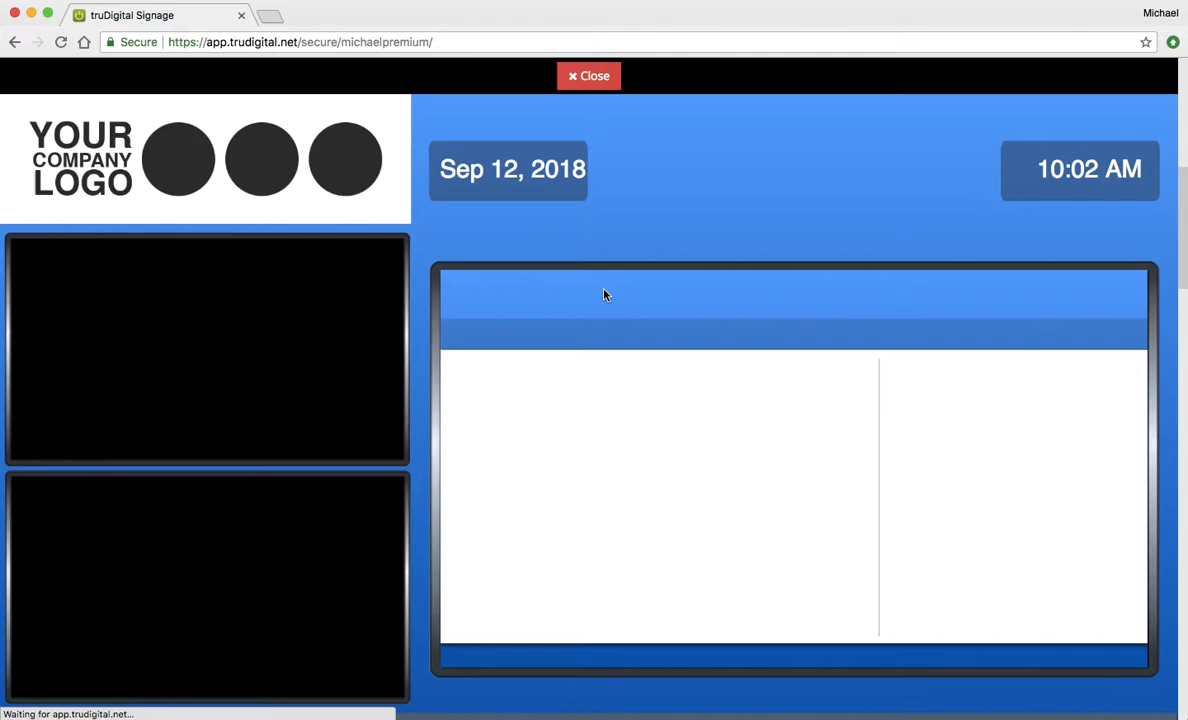 truDigital Signage
Michael
Secure
https://app.trudigital.net/secure/michaelpremium/
Close
YOUR
COMPANY
LOGO
Sep 12, 2018
10:02 AM
Waiting for app.trudigital.net...